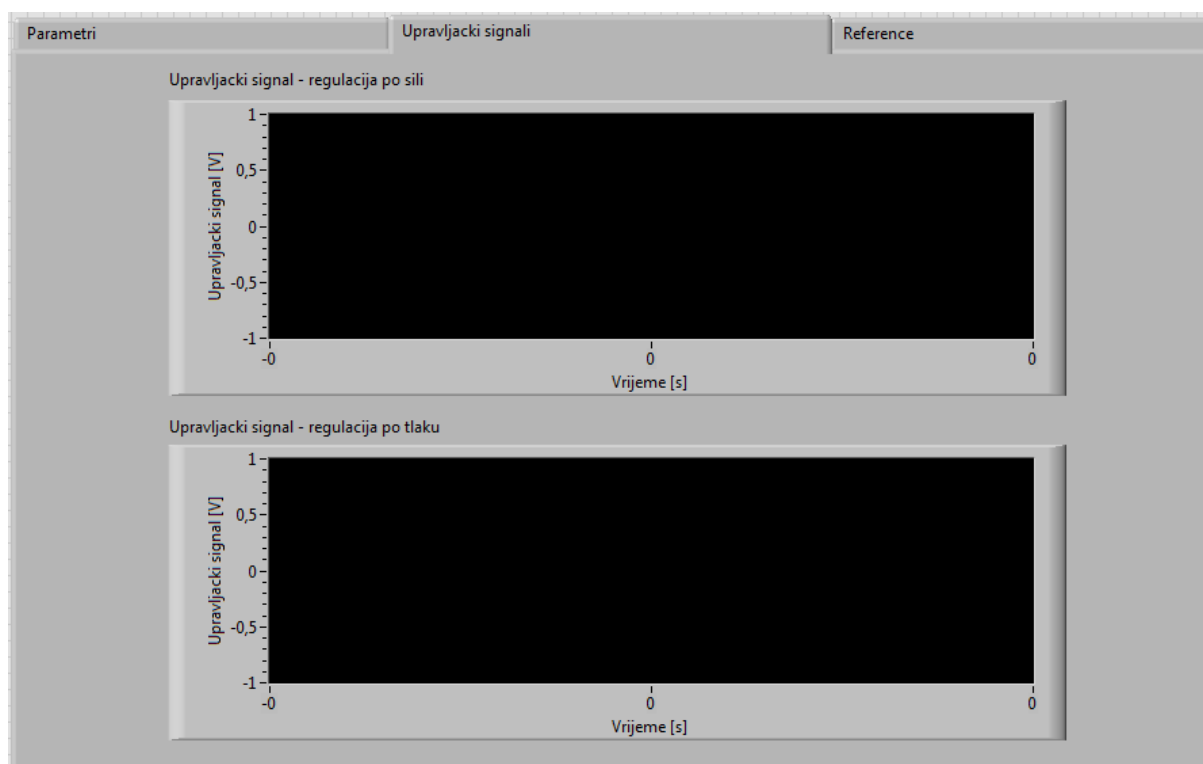 Parametri
Upravljacki signali
Reference
Upravljacki signal - regulacija po sili
Upravljacki signal [V]
1
0,5
0
-0,5
-1
-0
0
0
Vrijeme [s]
Upravljacki signal - regulacija po tlaku
Upravljacki signal [V]
1
0,5
0
-0,5
-1
-0
0
0
Vrijeme [s]